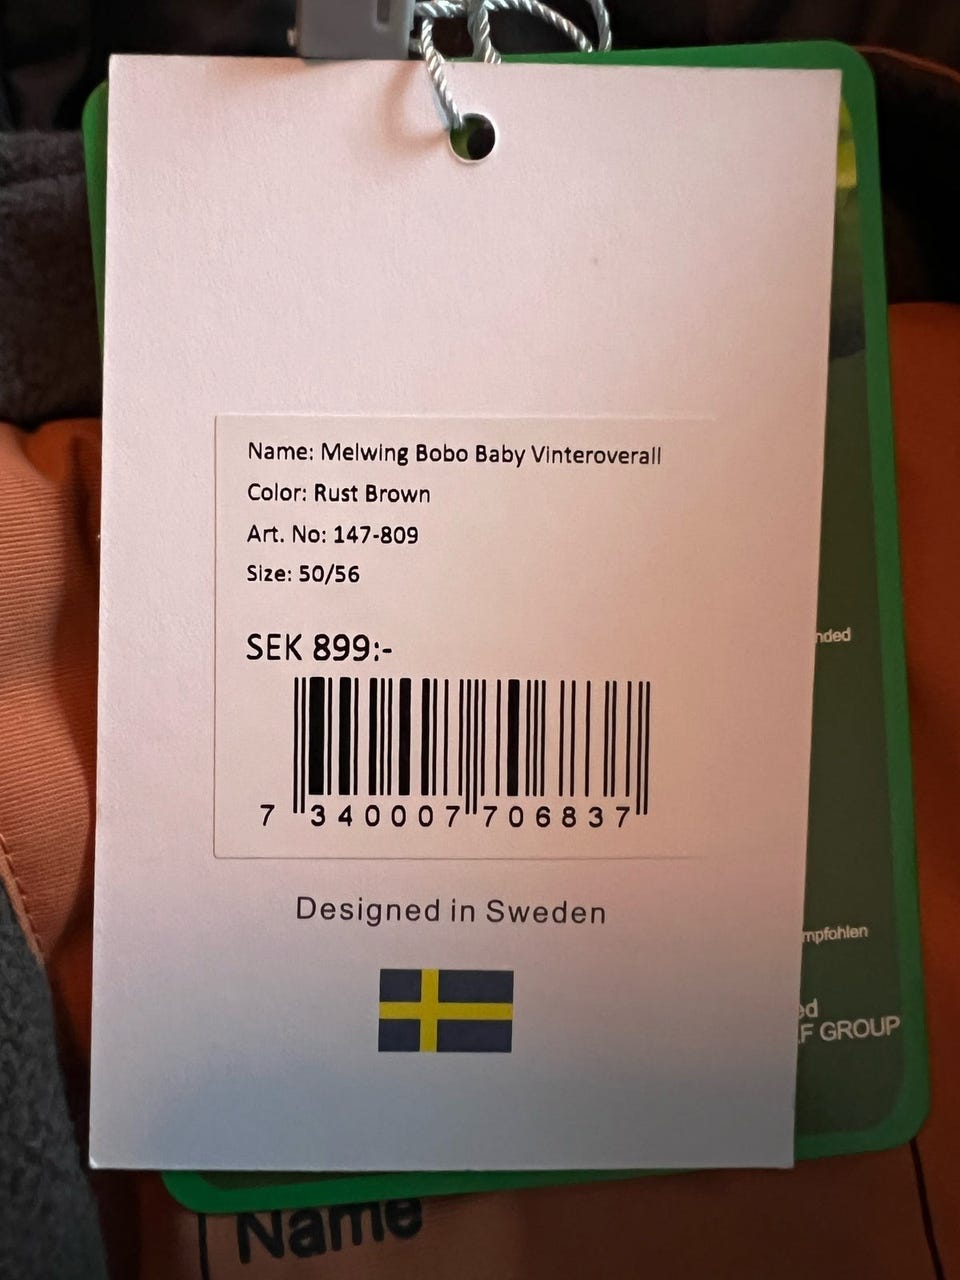 Name: Melwing Bobo Baby Vinteroverall
Color: Rust Brown
Art. No: 147-809
Size: 50/56
SEK 899:-
7 340007 706837
Designed in Sweden
nded
mpfohlen
ed
F GROUP
Name